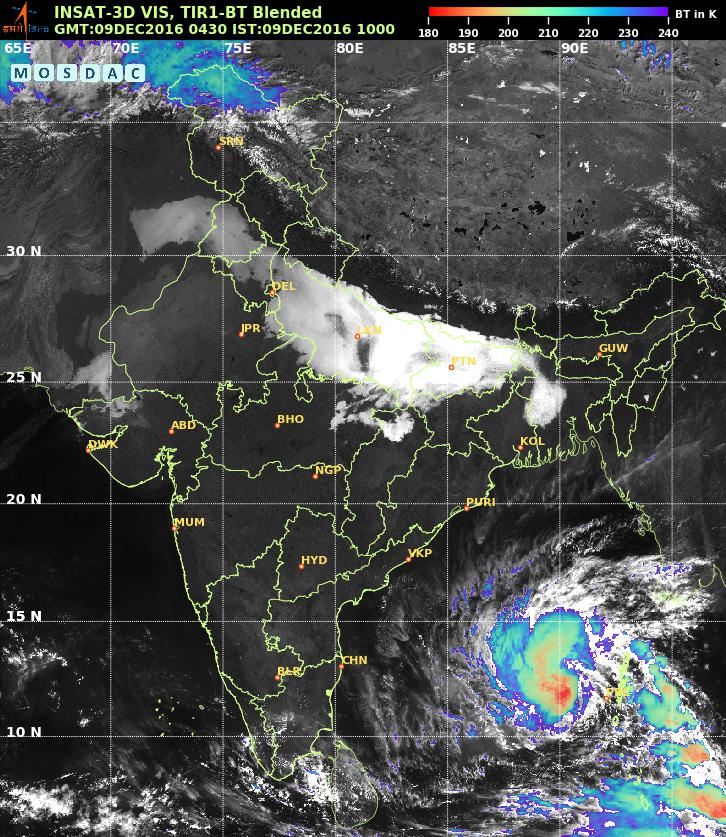 INSAT-3D VIS, TIR1-BT Blended
GMT:09DEC2016 0430 IST:09DEC2016 1000
BT in K
180 190 200 210 220 230 240
65E 70E 75E 80E 85E 90E
M O S D A C
SRN
30 N
DEL
JPR LKN
GUW
PTN
25 N
ABD BHO
DWK KOL
NGP
20 N PURI
MUM
VKP
HYD
15 N
CHN
BLR
10 N